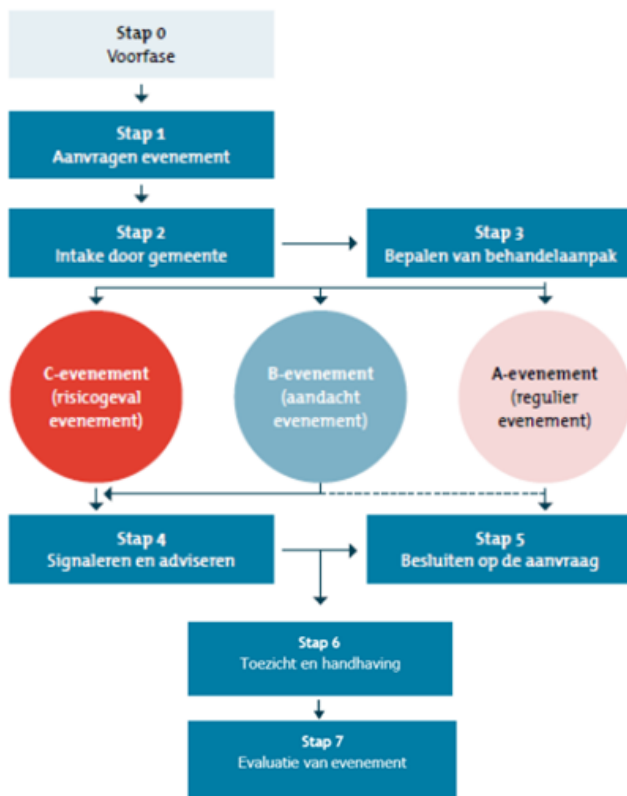 Stap 0
Voorfase
Stap 1
Aanvragen evenement
Stap 2
Intake door gemeente
Stap 3
Bepalen van behandelaanpak
C-evenement
(risicogeval
evenement)
B-evenement
(aandacht
evenement)
A-evenement
(regulier
evenement)
Stap 4
Signaleren en adviseren
Stap 5
Besluiten op de aanvraag
Stap 6
Toezicht en handhaving
Stap 7
Evaluatie van evenement